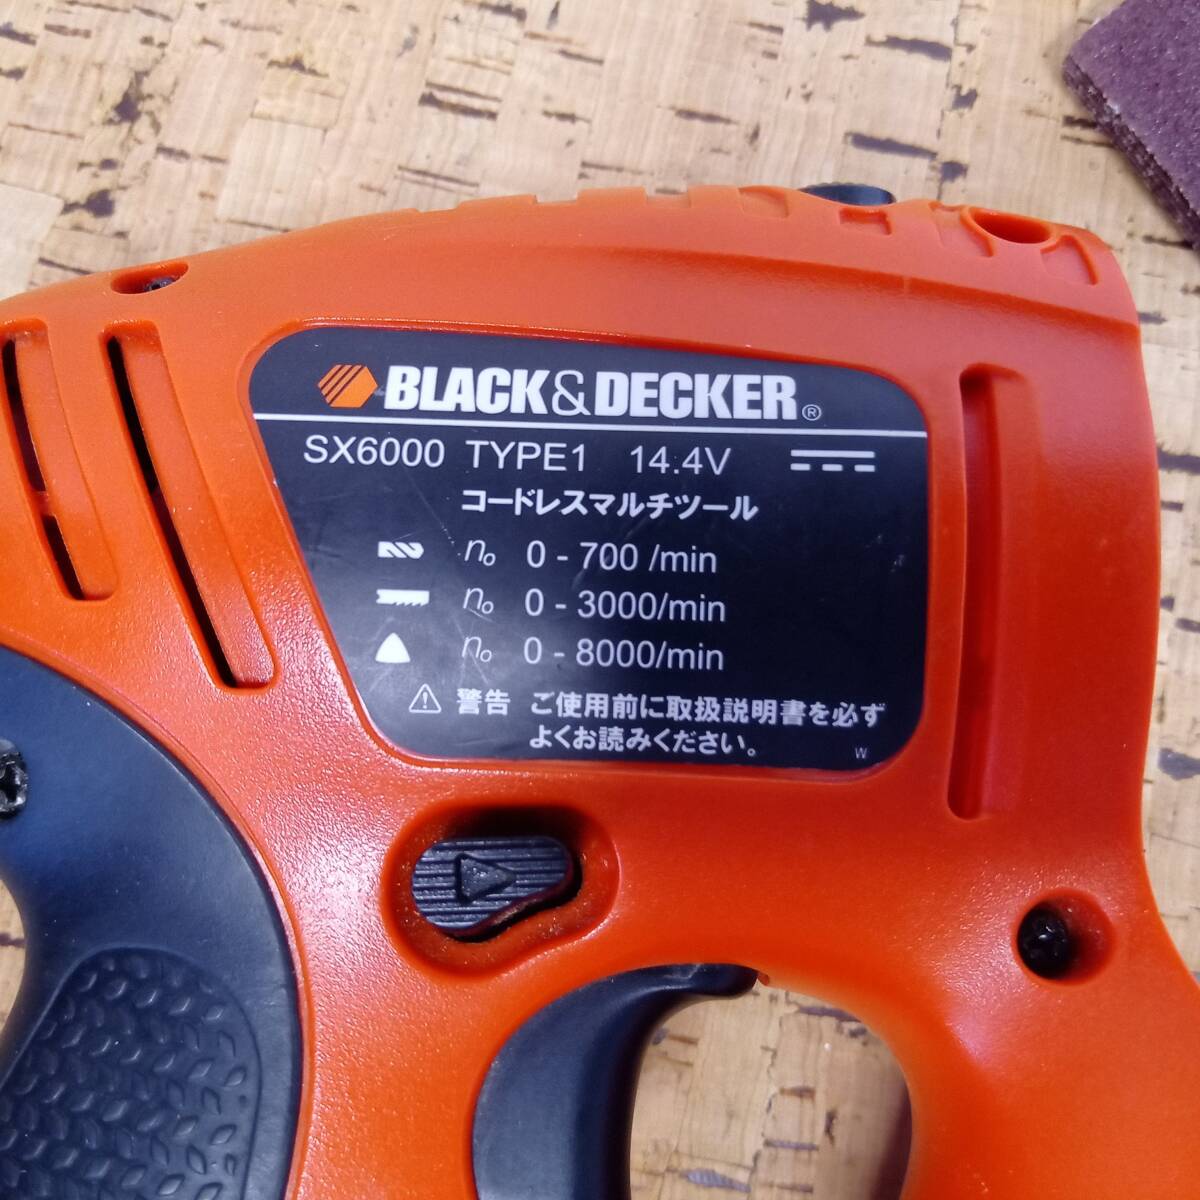 BLACK&DECKER®
SX6000 TYPE1 14.4V
コードレスマルチツール
n₀ 0 - 700 /min
n₀ 0 - 3000/min
n₀ 0 - 8000/min
⚠ 警告 ご使用前に取扱説明書を必ず
よくお読みください。
W